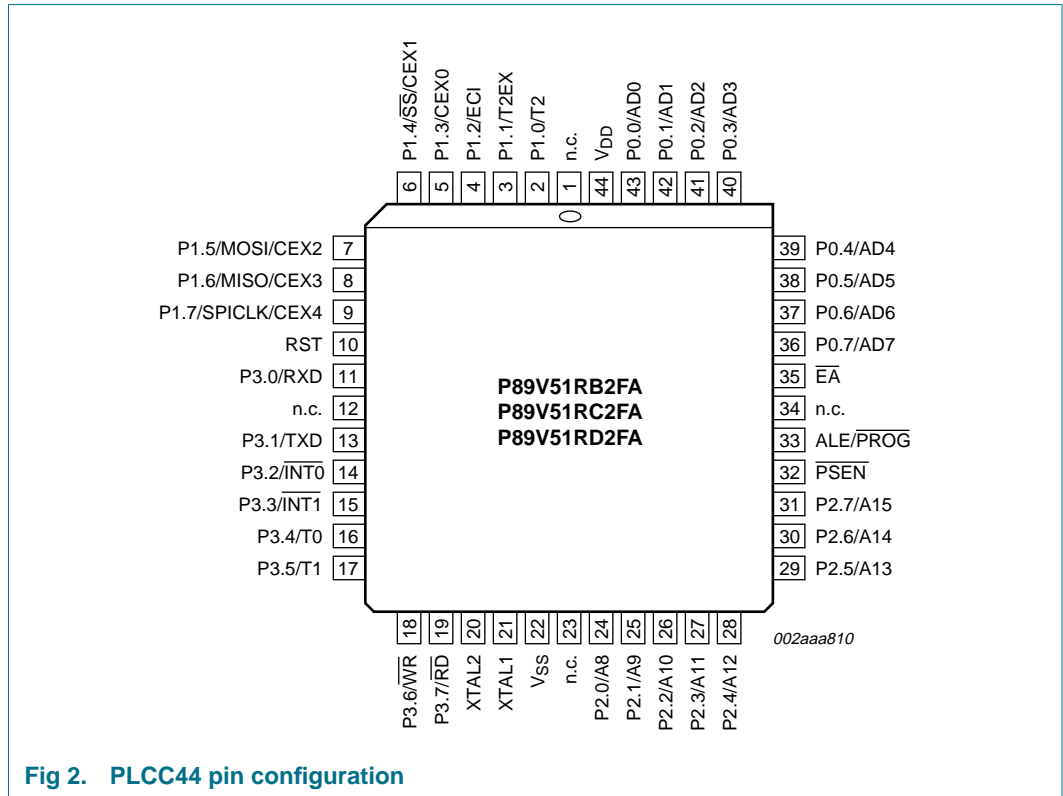 P1.4/S̅S̅/CEX1
P1.3/CEX0
P1.2/ECI
P1.1/T2EX
P1.0/T2
n.c.
VDD
P0.0/AD0
P0.1/AD1
P0.2/AD2
P0.3/AD3
6 5 4 3 2 1 44 43 42 41 40
P1.5/MOSI/CEX2 7
P1.6/MISO/CEX3 8
P1.7/SPICLK/CEX4 9
RST 10
P3.0/RXD 11
n.c. 12
P3.1/TXD 13
P3.2/I̅N̅T̅0̅ 14
P3.3/I̅N̅T̅1̅ 15
P3.4/T0 16
P3.5/T1 17
P89V51RB2FA
P89V51RC2FA
P89V51RD2FA
39 P0.4/AD4
38 P0.5/AD5
37 P0.6/AD6
36 P0.7/AD7
35 E̅A̅
34 n.c.
33 ALE/P̅R̅O̅G̅
32 P̅S̅E̅N̅
31 P2.7/A15
30 P2.6/A14
29 P2.5/A13
18 19 20 21 22 23 24 25 26 27 28
P3.6/W̅R̅
P3.7/R̅D̅
XTAL2
XTAL1
VSS
n.c.
P2.0/A8
P2.1/A9
P2.2/A10
P2.3/A11
P2.4/A12
002aaa810
Fig 2. PLCC44 pin configuration